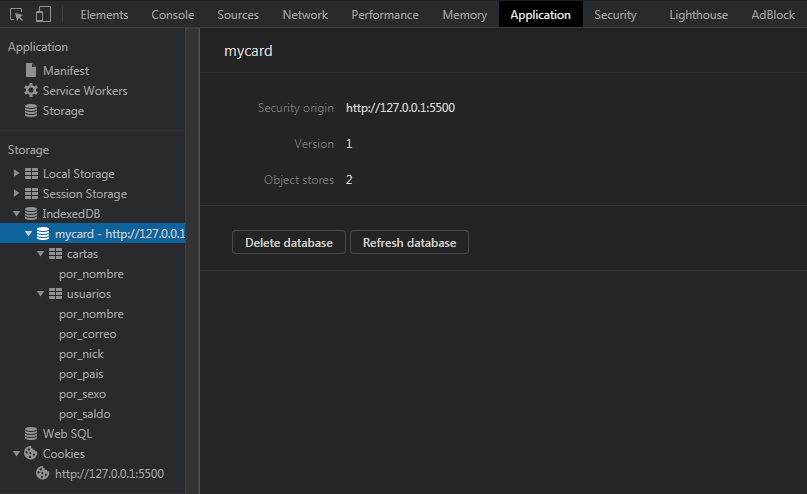 Elements Console Sources Network Performance Memory Application Security Lighthouse AdBlock
Application
Manifest
Service Workers
Storage
Storage
Local Storage
Session Storage
IndexedDB
mycard - http://127.0.0.1
cartas
por_nombre
usuarios
por_nombre
por_correo
por_nick
por_pais
por_sexo
por_saldo
Web SQL
Cookies
http://127.0.0.1:5500
mycard
Security origin http://127.0.0.1:5500
Version 1
Object stores 2
Delete database Refresh database